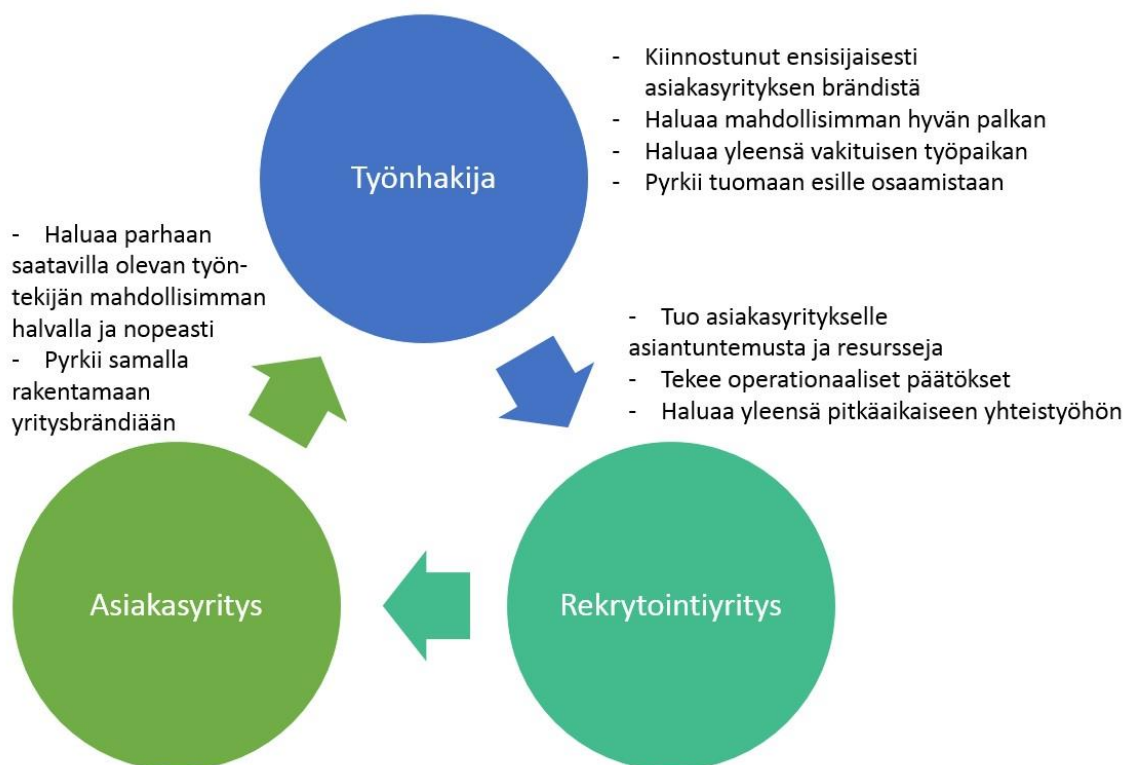 Työnhakija
- Kiinnostunut ensisijaisesti
asiakasyrityksen brändistä
- Haluaa mahdollisimman hyvän palkan
- Haluaa yleensä vakituisen työpaikan
- Pyrkii tuomaan esille osaamistaan
- Haluaa parhaan
saatavilla olevan työn-
tekijän mahdollisimman
halvalla ja nopeasti
- Pyrkii samalla
rakentamaan
yritysbrändiään
- Tuo asiakasyritykselle
asiantuntemusta ja resursseja
- Tekee operationaaliset päätökset
- Haluaa yleensä pitkäaikaiseen yhteistyöhön
Asiakasyritys
Rekrytointiyritys